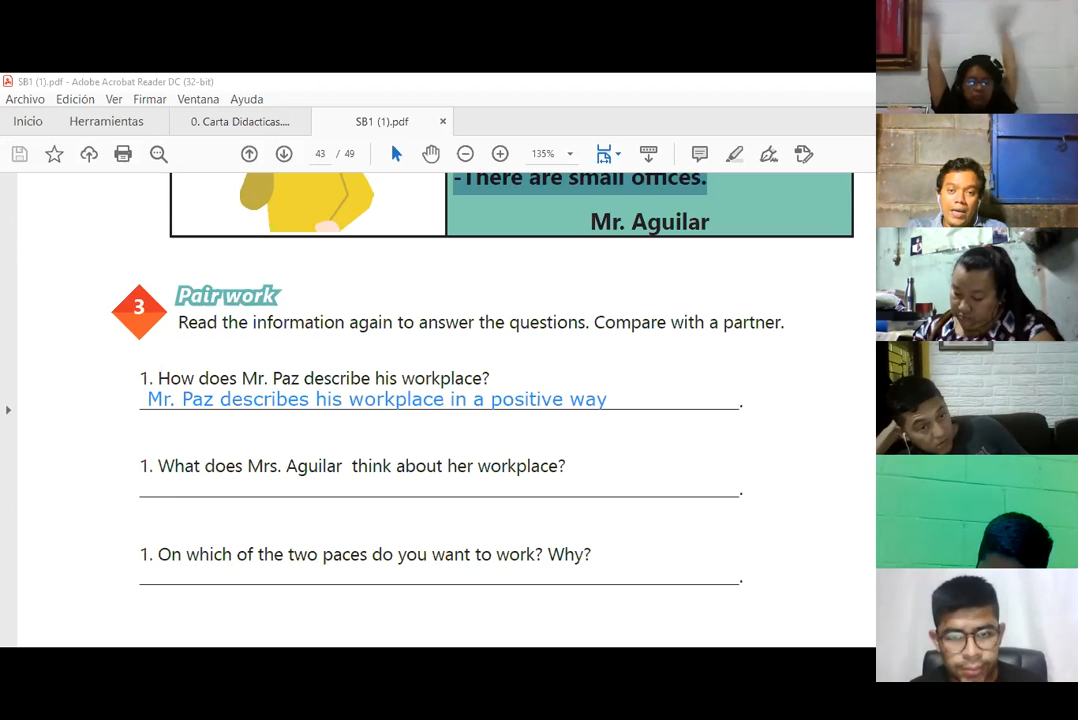 SB1 (1).pdf - Adobe Acrobat Reader DC (32-bit)
Archivo Edición Ver Firmar Ventana Ayuda
Inicio Herramientas 0. Carta Didacticas.... SB1 (1).pdf ×
43 / 49 135%
-There are small offices.
Mr. Aguilar
3 Pair work
Read the information again to answer the questions. Compare with a partner.
1. How does Mr. Paz describe his workplace?
Mr. Paz describes his workplace in a positive way.
1. What does Mrs. Aguilar think about her workplace?
.
1. On which of the two paces do you want to work? Why?
.